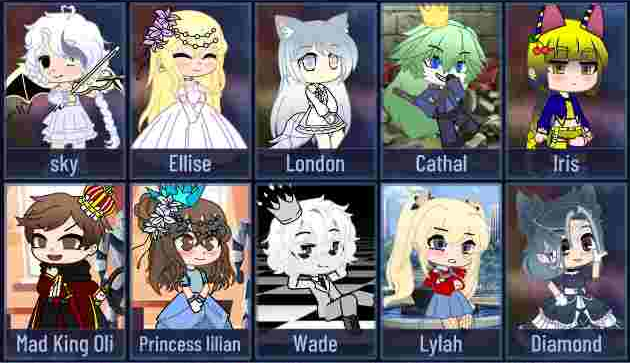 sky
Ellise
London
Cathal
Iris
Mad King Oli
Princess lilian
Wade
Lylah
Diamond